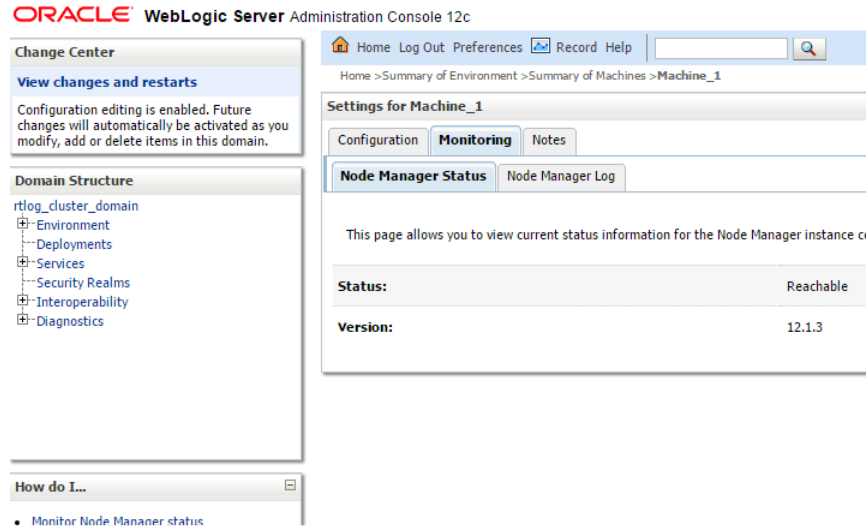 ORACLE WebLogic Server Administration Console 12c
Change Center
View changes and restarts
Configuration editing is enabled. Future
changes will automatically be activated as you
modify, add or delete items in this domain.
Domain Structure
rtlog_cluster_domain
Environment
Deployments
Services
Security Realms
Interoperability
Diagnostics
How do I...
Monitor Node Manager status
Home Log Out Preferences Record Help
Home >Summary of Environment >Summary of Machines >Machine_1
Settings for Machine_1
Configuration Monitoring Notes
Node Manager Status Node Manager Log
This page allows you to view current status information for the Node Manager instance
Status: Reachable
Version: 12.1.3